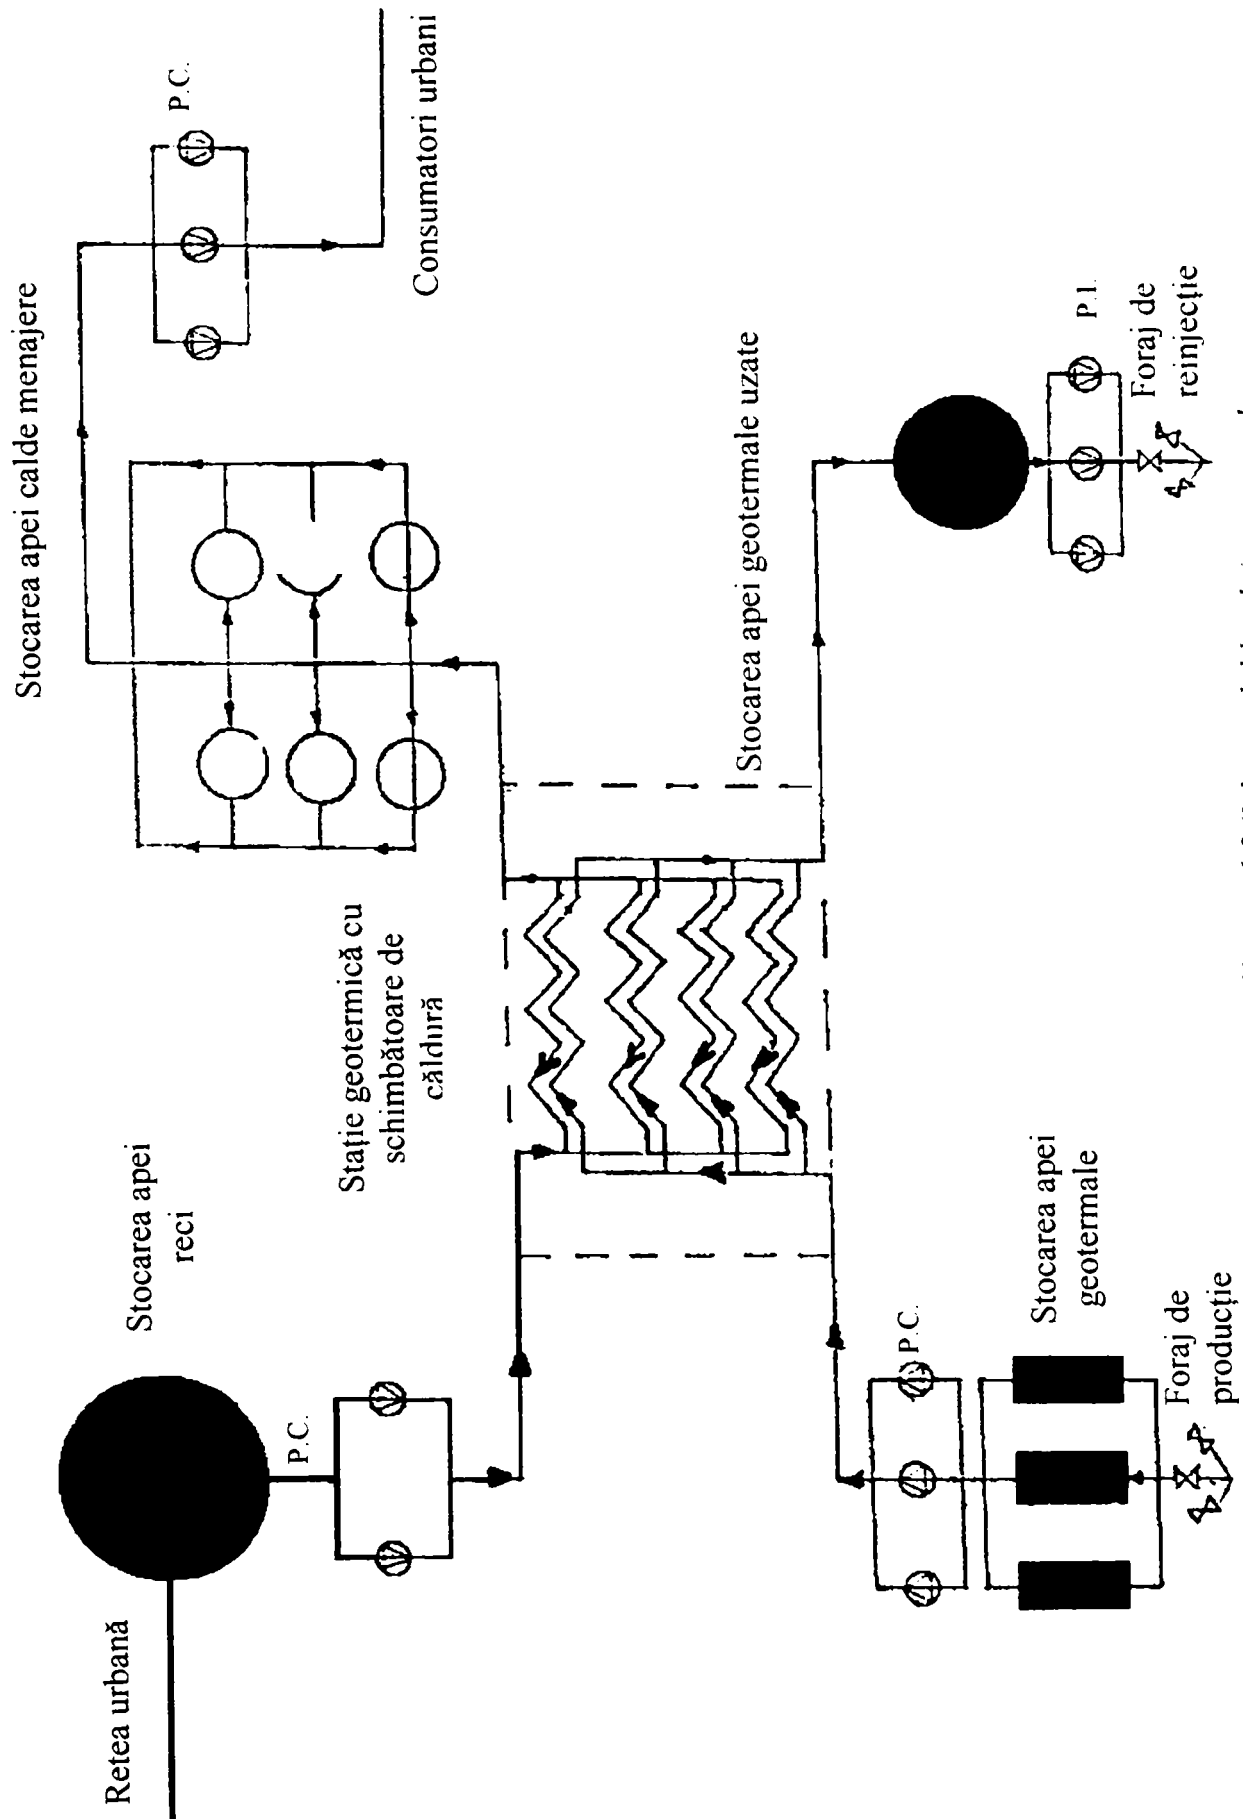 Retea urbană
Stocarea apei
reci
P.C.
Stație geotermică cu
schimbătoare de
căldură
Stocarea apei calde menajere
P.C.
Consumatori urbani
P.C.
Stocarea apei
geotermale
Foraj de
producție
Stocarea apei geotermale uzate
P.I.
Foraj de
reinjecție